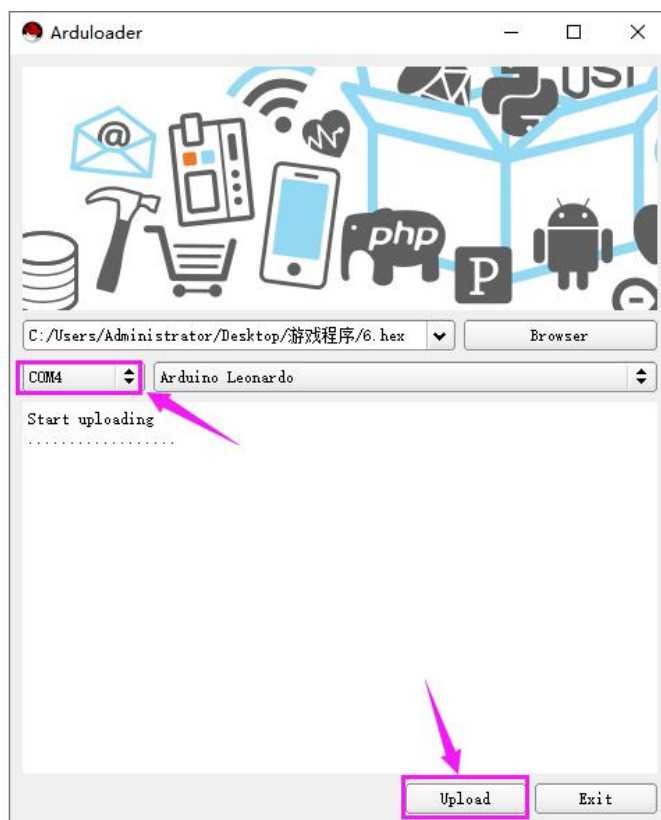 Arduloader
@
USI
php
P
C:/Users/Administrator/Desktop/游戏程序/6.hex
Browser
COM4
Arduino Leonardo
Start uploading
..................
Upload
Exit